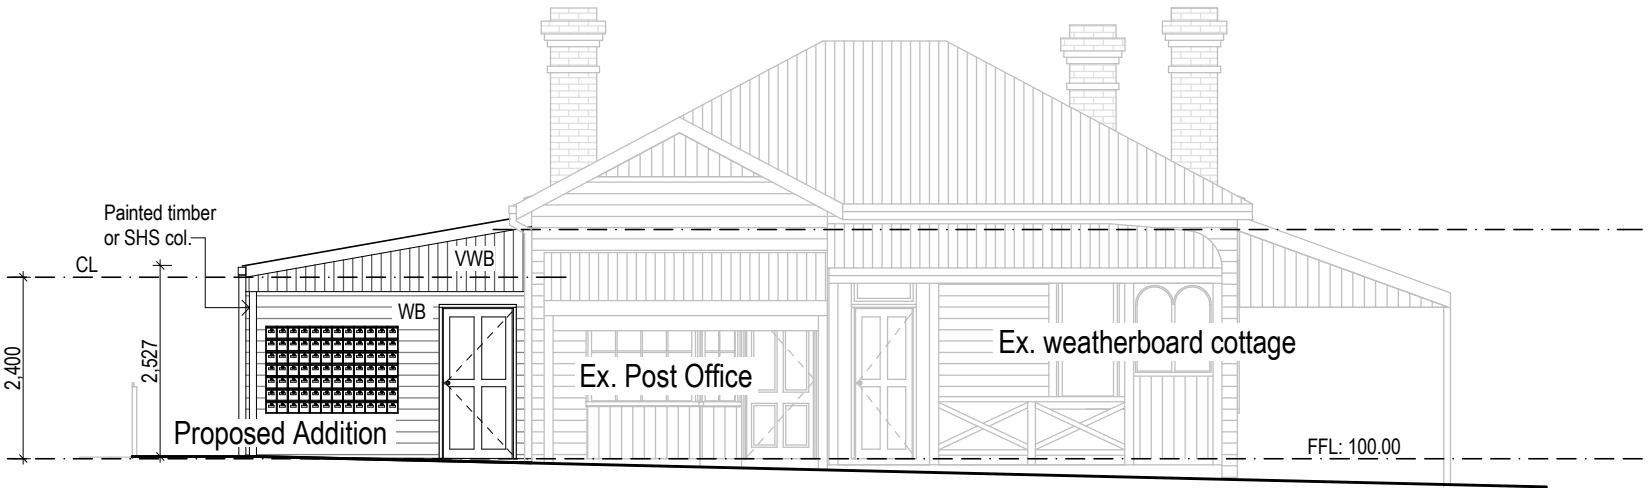 Painted timber
or SHS col.
CL
VWB
WB
2,400
2,527
Ex. weatherboard cottage
Ex. Post Office
Proposed Addition
FFL: 100.00